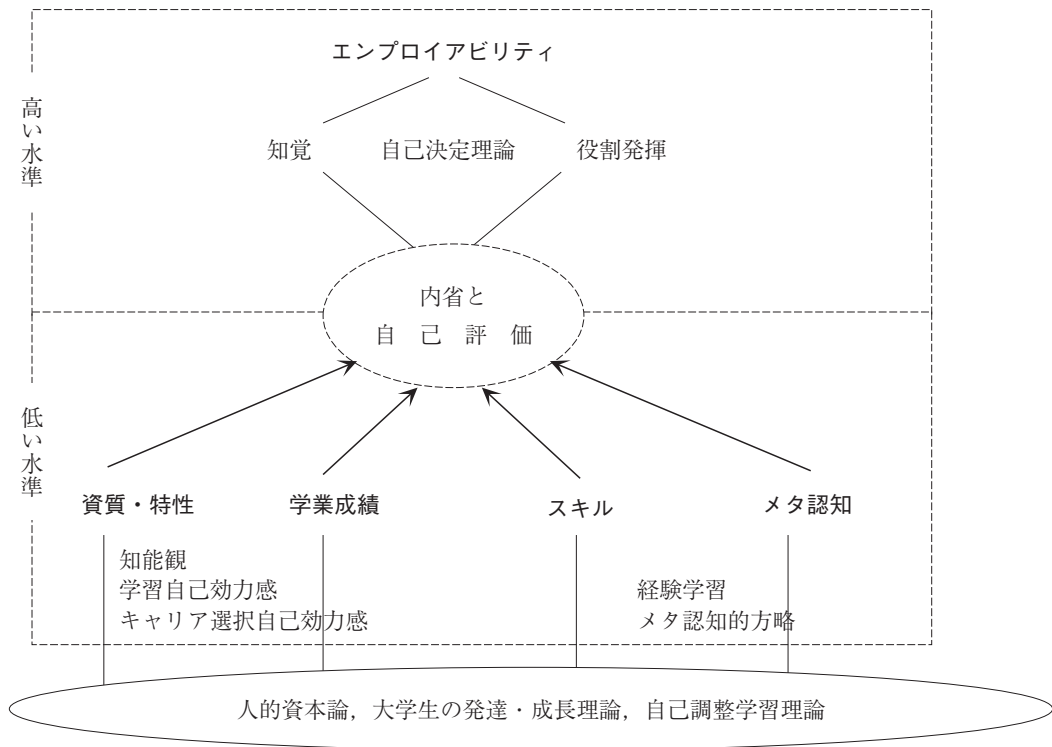 エンプロイアビリティ
高い水準
知覚
自己決定理論
役割発揮
内省と
自 己 評 価
低い水準
資質・特性
学業成績
スキル
メタ認知
知能観
学習自己効力感
キャリア選択自己効力感
経験学習
メタ認知的方略
人的資本論，大学生の発達・成長理論，自己調整学習理論